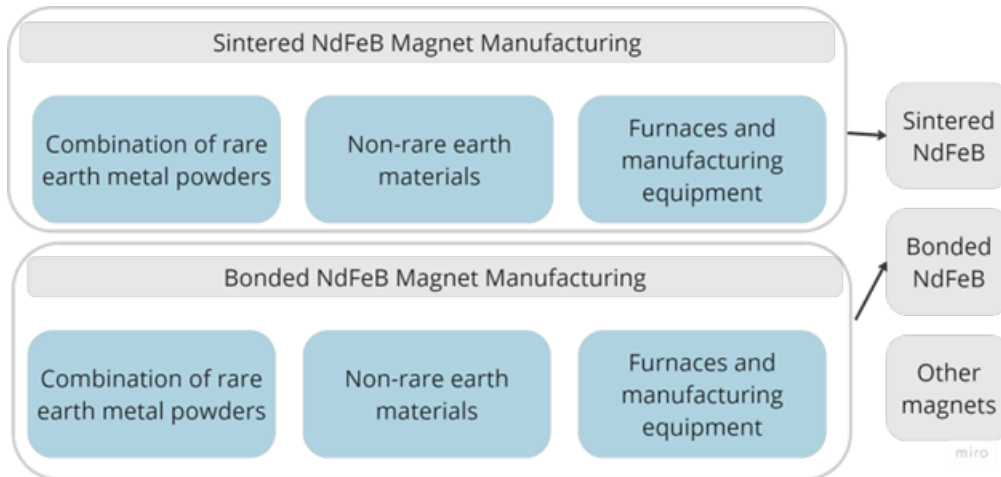 Sintered NdFeB Magnet Manufacturing
Combination of rare
earth metal powders
Non-rare earth
materials
Furnaces and
manufacturing
equipment
Sintered
NdFeB
Bonded NdFeB Magnet Manufacturing
Combination of rare
earth metal powders
Non-rare earth
materials
Furnaces and
manufacturing
equipment
Bonded
NdFeB
Other
magnets
miro